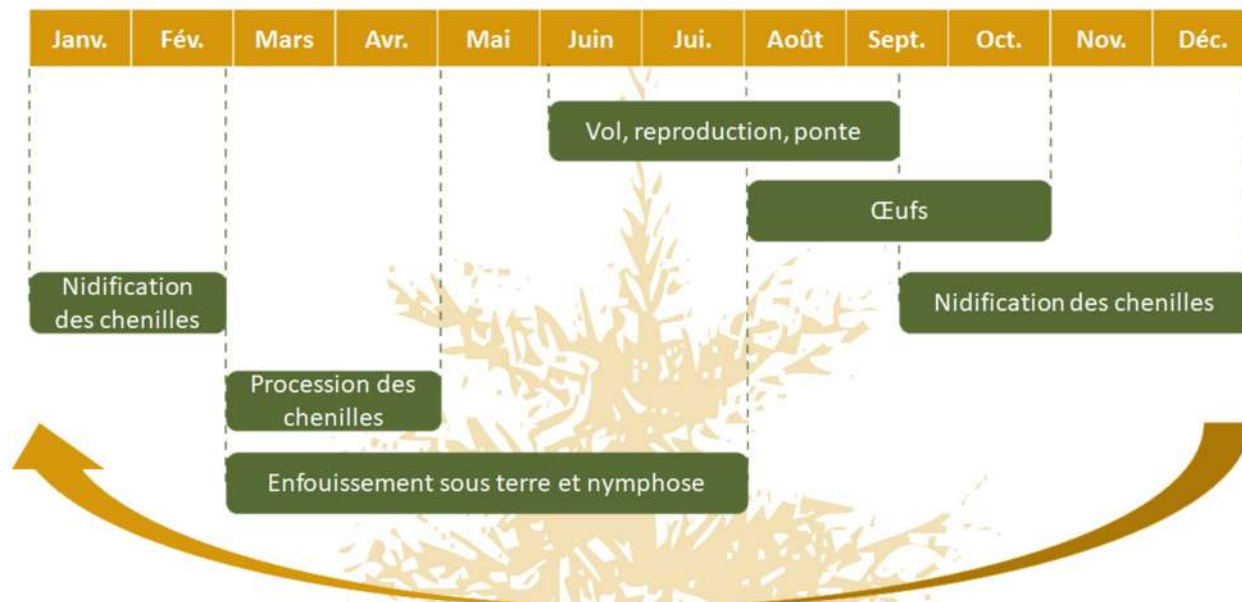 Janv. Fév. Mars Avr. Mai Juin Jui. Août Sept. Oct. Nov. Déc.
Vol, reproduction, ponte
Œufs
Nidification
des chenilles
Nidification des chenilles
Procession des
chenilles
Enfouissement sous terre et nymphose